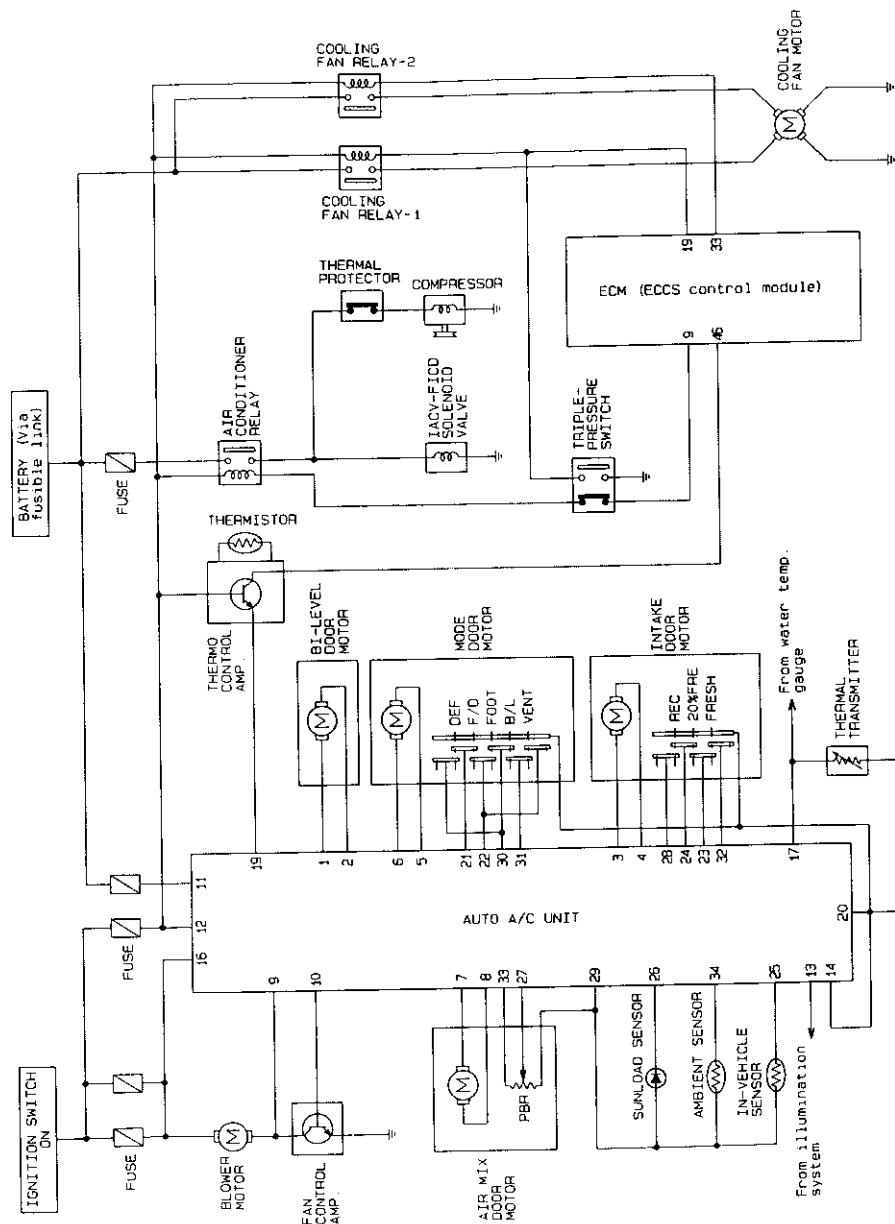 IGNITION SWITCH
ON
BATTERY (Via
fusible link)
FUSE
FUSE
FUSE
BLOWER
MOTOR
FAN
CONTROL
AMP.
THERMO
CONTROL
AMP.
THERMISTOR
AIR
CONDITIONER
RELAY
THERMAL
PROTECTOR
COMPRESSOR
IACV-FICD
SOLENOID
VALVE
COOLING
FAN RELAY-2
COOLING
FAN RELAY-1
COOLING
FAN MOTOR
TRIPLE-
PRESSURE
SWITCH
ECM (ECCS control module)
19
33
9
46
BI-LEVEL
DOOR
MOTOR
MODE DOOR
MOTOR
DEF
F/D
FOOT
B/L
VENT
INTAKE
DOOR
MOTOR
REC
20%FRE
FRESH
From water temp.
gauge
THERMAL
TRANSMITTER
AUTO A/C UNIT
16
12
11
19
1
2
6
5
21
22
30
31
3
4
28
24
23
32
17
20
9
10
7
8
33
27
29
26
34
25
13
14
AIR MIX
DOOR
MOTOR
PBR
SUNLOAD SENSOR
AMBIENT SENSOR
IN-VEHICLE
SENSOR
From illumination
system
M
M
M
M
M
M